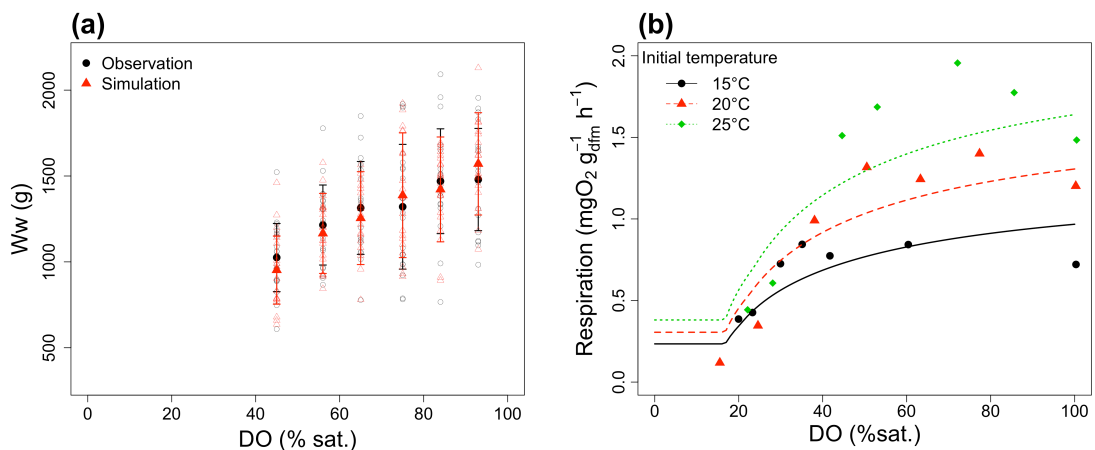 (a)
Observation
Simulation
2000
1500
1000
500
Ww (g)
0 20 40 60 80 100
DO (% sat.)
(b)
Initial temperature
15°C
20°C
25°C
2.0
1.5
1.0
0.5
0.0
Respiration (mgO₂ g⁻¹dfm h⁻¹)
0 20 40 60 80 100
DO (%sat.)